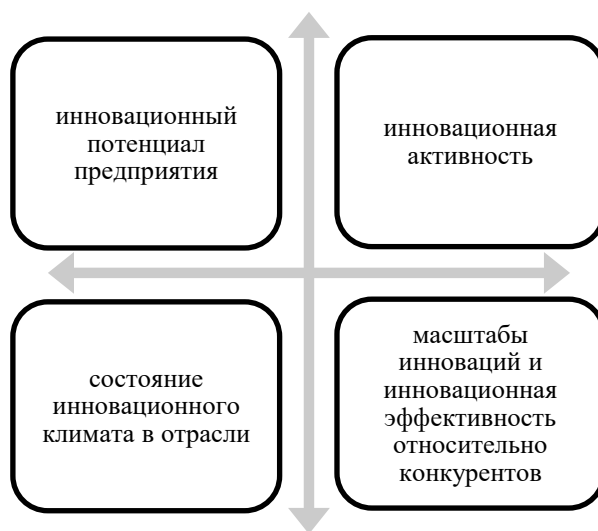 инновационный
потенциал
предприятия
инновационная
активность
состояние
инновационного
климата в отрасли
масштабы
инноваций и
инновационная
эффективность
относительно
конкурентов